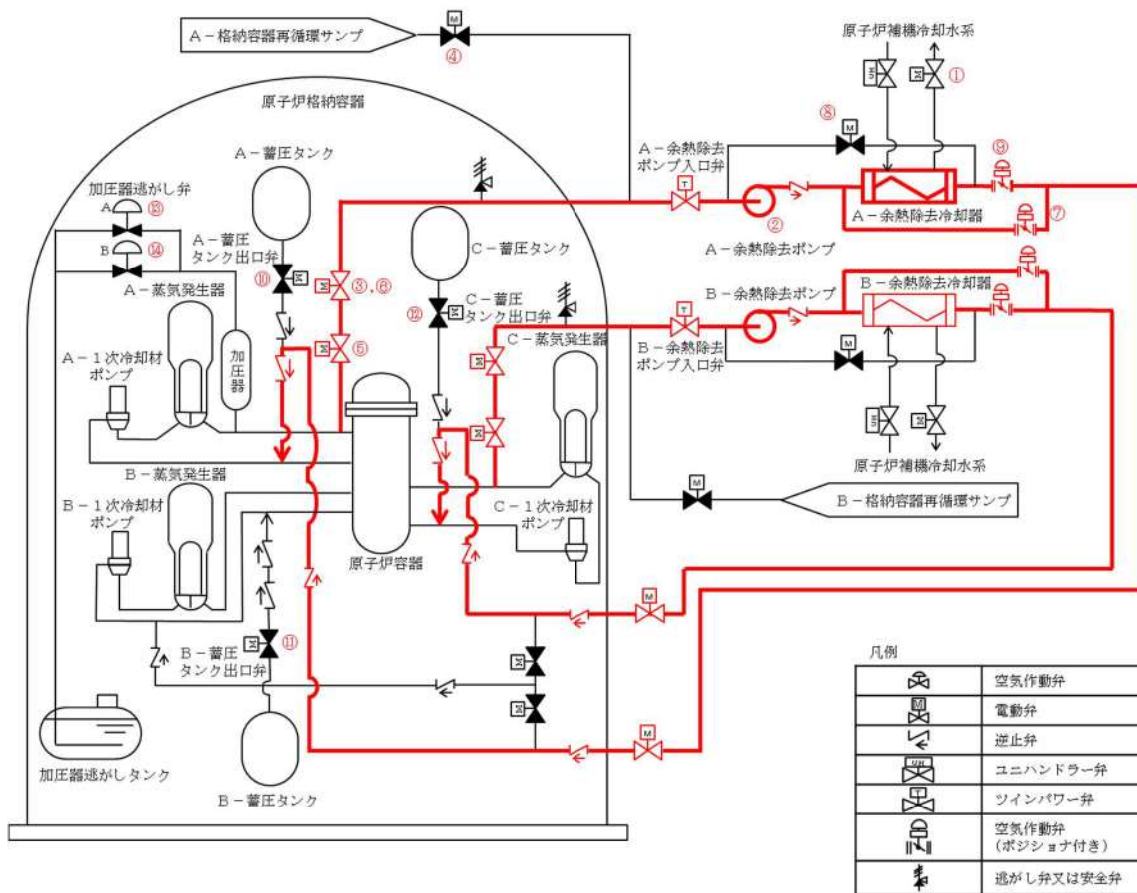 A-格納容器再循環サンプ
M
④
原子炉補機冷却水系
①
原子炉格納容器
⑧
M
⑨
A-余熱除去
ポンプ入口弁
T
②
A-余熱除去冷却器
⑦
A-余熱除去ポンプ
A-蓄圧タンク
加圧器逃がし弁
A
⑬
B
⑭
A-蓄圧
タンク出口弁
⑩
M
C-蓄圧タンク
M
③,⑥
⑫
M
C-蓄圧
タンク出口弁
M
⑤
B-余熱除去ポンプ
B-余熱除去冷却器
T
B-余熱除去
ポンプ入口弁
M
A-蒸気発生器
C-蒸気発生器
加圧器
A-1次冷却材
ポンプ
M
M
原子炉補機冷却水系
M
B-格納容器再循環サンプ
B-蒸気発生器
B-1次冷却材
ポンプ
C-1次冷却材
ポンプ
原子炉容器
M
M
⑪
B-蓄圧
タンク出口弁
M
M
M
加圧器逃がしタンク
B-蓄圧タンク
凡例
空気作動弁
M
電動弁
逆止弁
ユニハンドラー弁
T
ツインパワー弁
空気作動弁
(ポジショナ付き)
逃がし弁又は安全弁